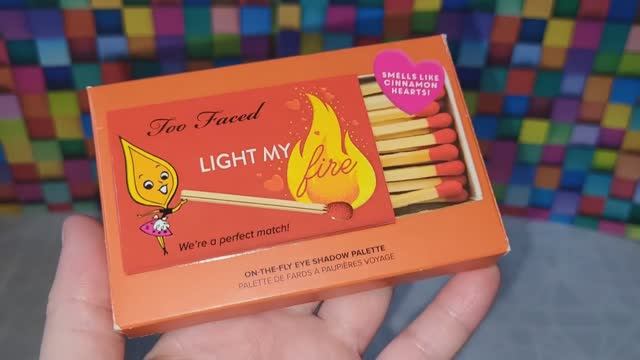 SMELLS LIKE
CINNAMON
HEARTS!
Too Faced
LIGHT MY
fire
We're a perfect match!
ON-THE-FLY EYE SHADOW PALETTE
PALETTE DE FARDS À PAUPIÈRES VOYAGE